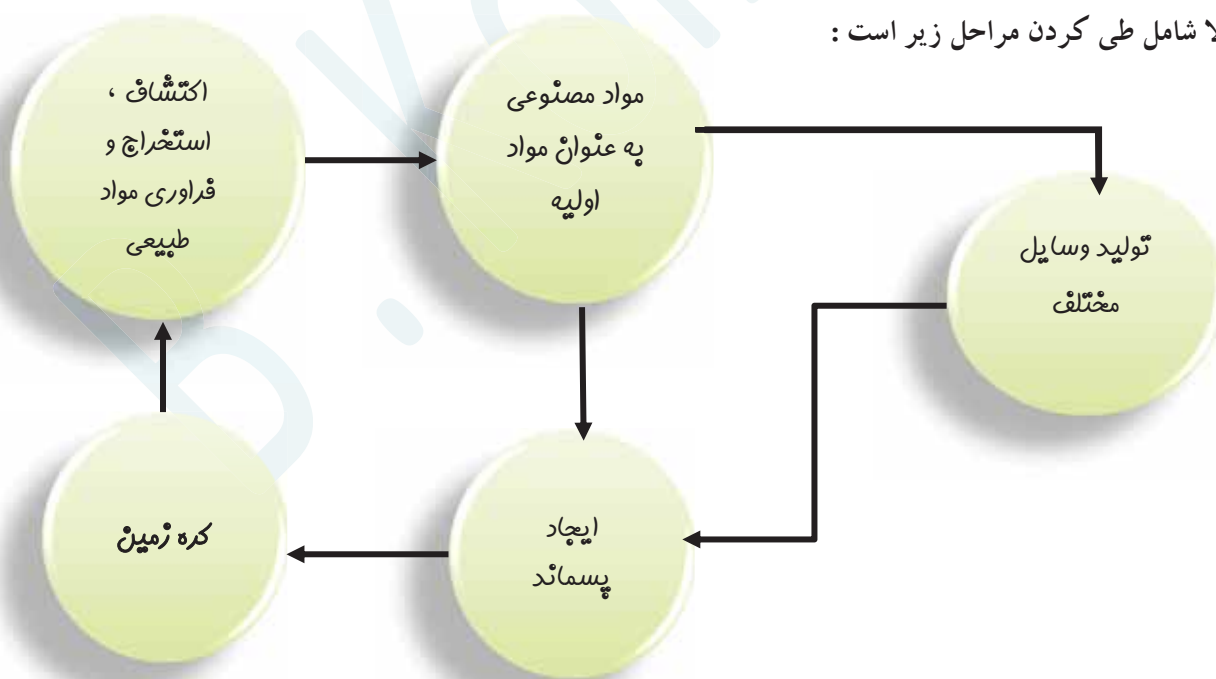 شامل طی کردن مراحل زیر است :
اکتشاف ،
استخراج و
فراوری مواد
طبیعی
مواد مصنوعی
به عنوان مواد
اولیه
تولید وسایل
مختلف
ایجاد
پسماند
کره زمین